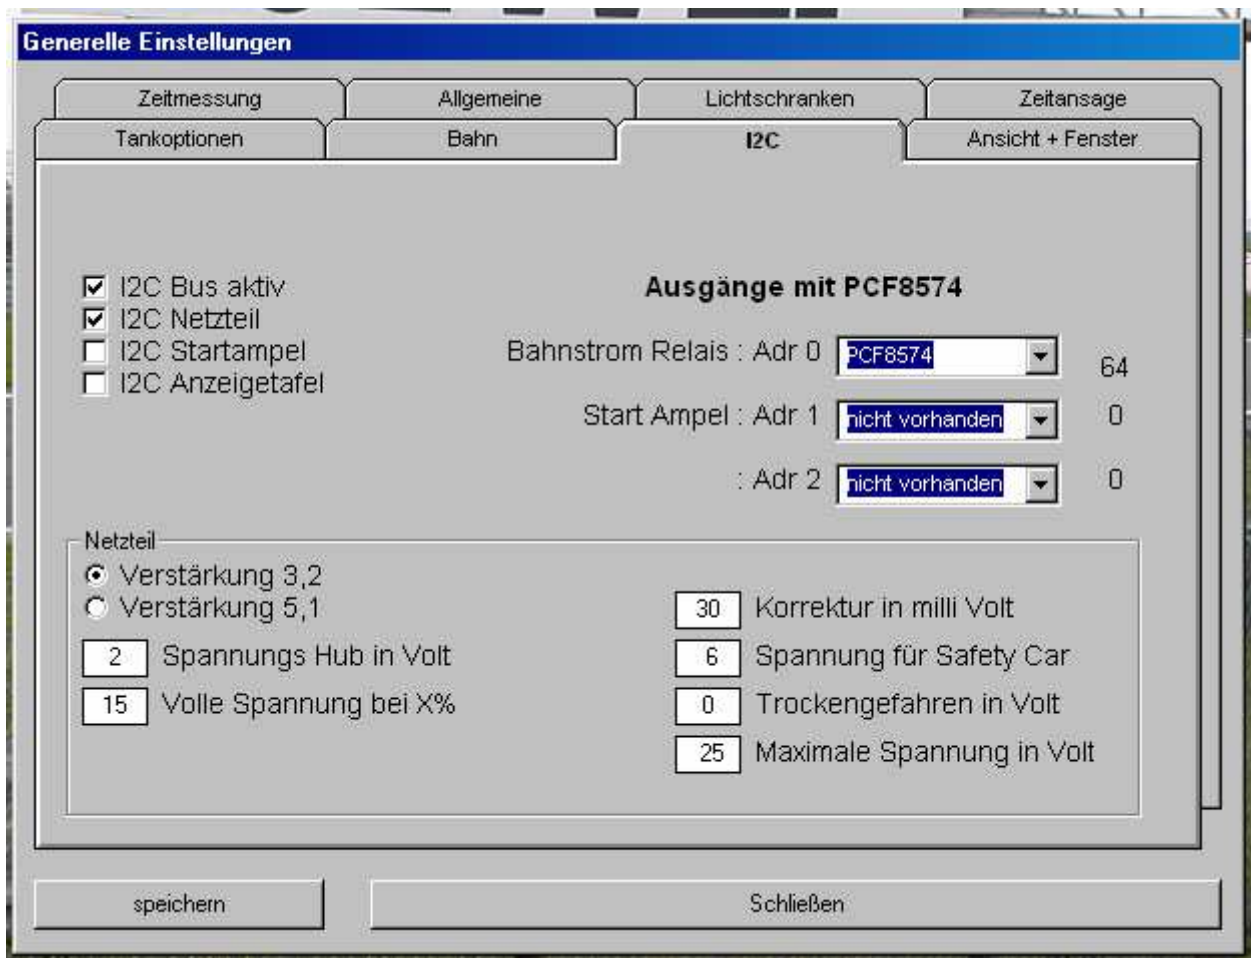 Generelle Einstellungen
Zeitmessung Allgemeine Lichtschranken Zeitansage
Tankoptionen Bahn I2C Ansicht + Fenster
I2C Bus aktiv
I2C Netzteil
I2C Startampel
I2C Anzeigetafel
Ausgänge mit PCF8574
Bahnstrom Relais : Adr 0 PCF8574 64
Start Ampel : Adr 1 nicht vorhanden 0
: Adr 2 nicht vorhanden 0
Netzteil
Verstärkung 3,2
Verstärkung 5,1
2 Spannungs Hub in Volt
15 Volle Spannung bei X%
30 Korrektur in milli Volt
6 Spannung für Safety Car
0 Trockengefahren in Volt
25 Maximale Spannung in Volt
speichern Schließen